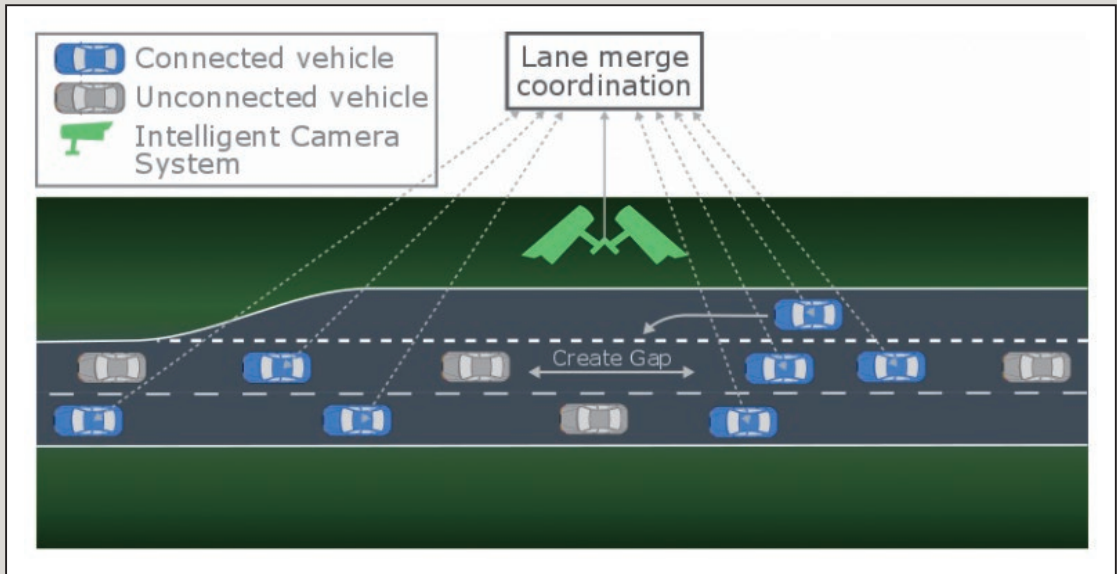 Connected vehicle
Unconnected vehicle
Intelligent Camera
System
Lane merge
coordination
Create Gap